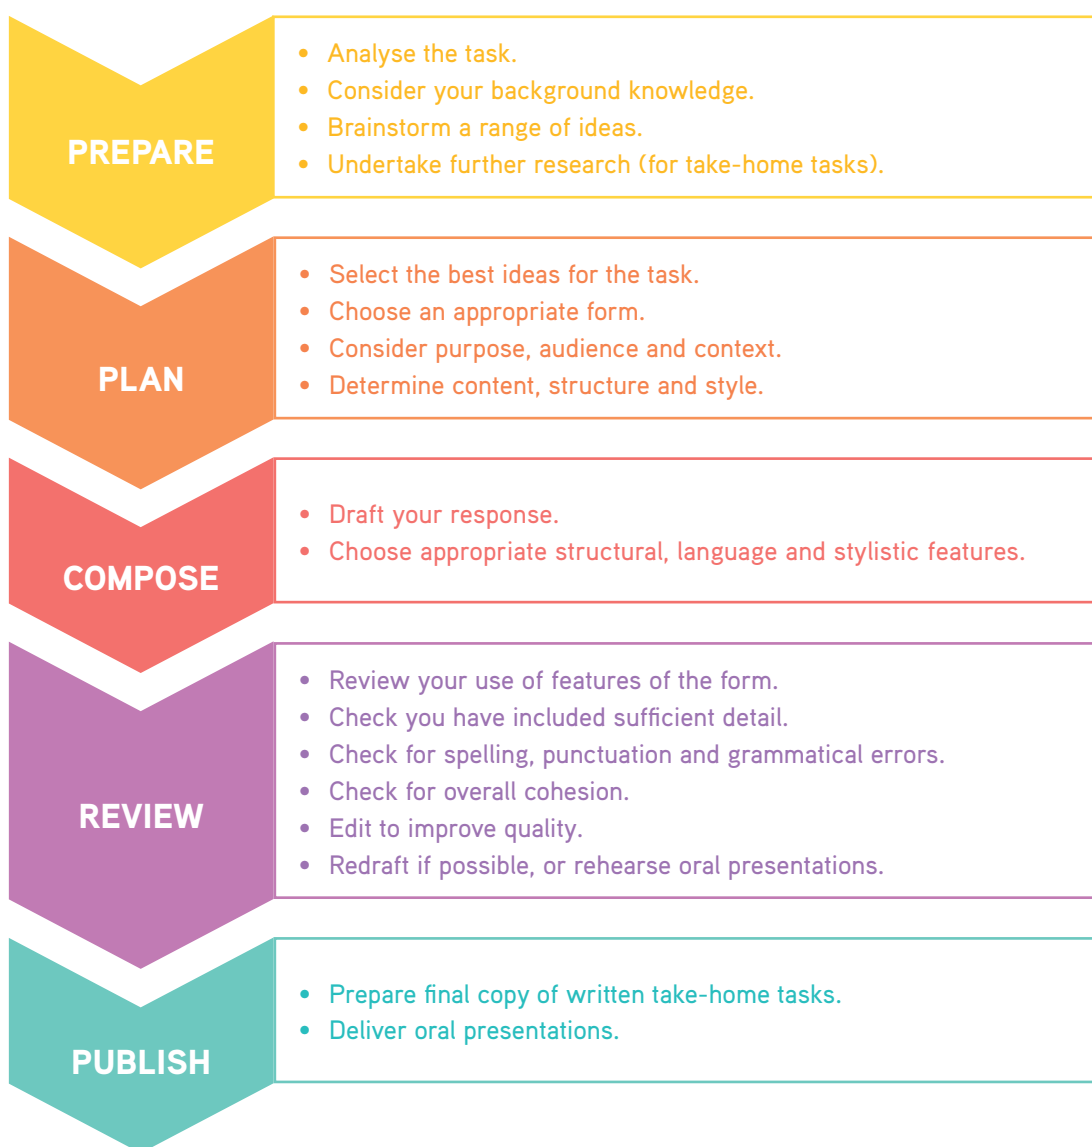 PREPARE
• Analyse the task.
• Consider your background knowledge.
• Brainstorm a range of ideas.
• Undertake further research (for take-home tasks).
PLAN
• Select the best ideas for the task.
• Choose an appropriate form.
• Consider purpose, audience and context.
• Determine content, structure and style.
COMPOSE
• Draft your response.
• Choose appropriate structural, language and stylistic features.
REVIEW
• Review your use of features of the form.
• Check you have included sufficient detail.
• Check for spelling, punctuation and grammatical errors.
• Check for overall cohesion.
• Edit to improve quality.
• Redraft if possible, or rehearse oral presentations.
PUBLISH
• Prepare final copy of written take-home tasks.
• Deliver oral presentations.